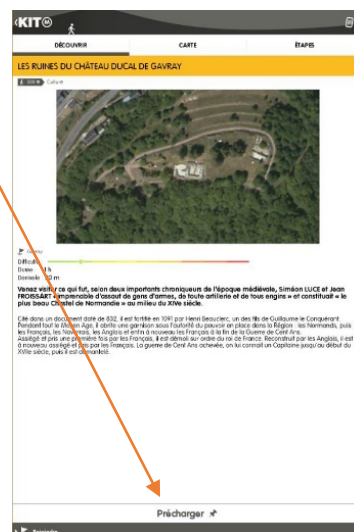 KIT M
DÉCOUVRIR CARTE ÉTAPES
LES RUINES DU CHÂTEAU DUCAL DE GAVRAY
Culture
Difficulté
Durée 1 h
Dénivelé 20 m
Venez visiter ce qui fut, selon deux importants chroniqueurs de l'époque médiévale, Siméon LUCE et Jean
FROISSART « imprenable d'assaut de gens d'armes, de toute artillerie et de tous engins » et constituait « le
plus beau Chastel de Normandie » au milieu du XIVe siècle.
Cité dans un document daté de 832, il est fortifié en 1091 par Henri Beauclerc, un des fils de Guillaume le Conquérant.
Pendant tout le Moyen Age, il abrite une garnison sous l'autorité du pouvoir en place dans la Région : les Normands, puis
les Français, les Navarrais, les Anglais et enfin à nouveau les Français à la fin de la Guerre de Cent Ans.
Assiégé et pris une première fois par les Français, il est démoli sur ordre du roi de France. Reconstruit par les Anglais, il est
à nouveau assiégé et pris par les Français. La guerre de Cent Ans achevée, on lui connait un Capitaine jusqu'au début du
XVIIe siècle, puis il est démantelé.
Précharger
Rejoindre